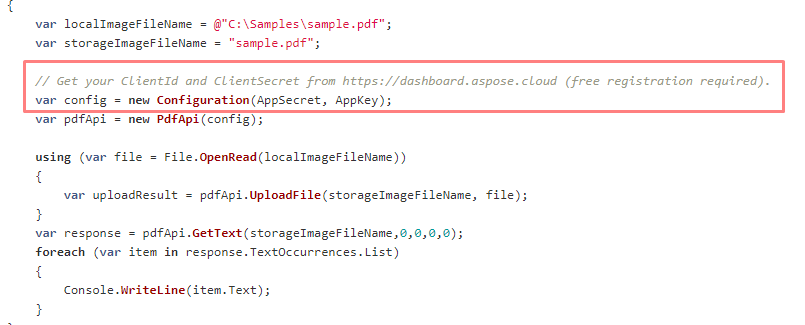 {
var localImageFileName = @"C:\Samples\sample.pdf";
var storageImageFileName = "sample.pdf";
// Get your ClientId and ClientSecret from https://dashboard.aspose.cloud (free registration required).
var config = new Configuration(AppSecret, AppKey);
var pdfApi = new PdfApi(config);
using (var file = File.OpenRead(localImageFileName))
{
var uploadResult = pdfApi.UploadFile(storageImageFileName, file);
}
var response = pdfApi.GetText(storageImageFileName,0,0,0,0);
foreach (var item in response.TextOccurrences.List)
{
Console.WriteLine(item.Text);
}